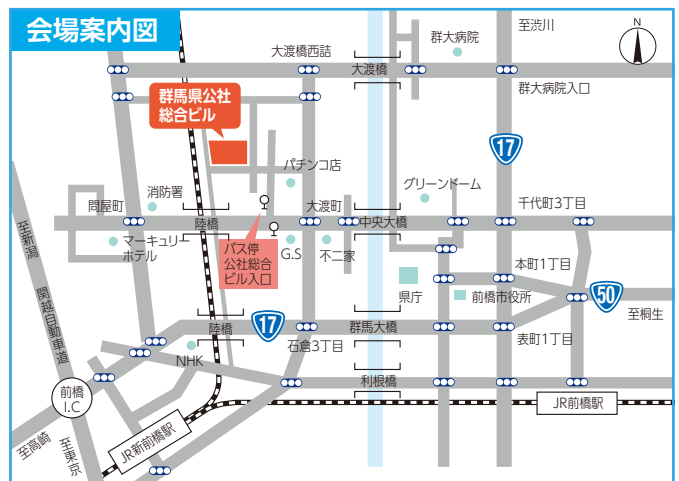 会場案内図
至渋川
N
大渡橋西詰
群大病院
大渡橋
群馬県公社
総合ビル
群大病院入口
17
パチンコ店
消防署
グリーンドーム
問屋町
大渡町
千代町3丁目
陸橋
中央大橋
マーキュリー
ホテル
バス停
公社総合
ビル入口
G.S
不二家
至新潟
関越自動車道
本町1丁目
県庁
前橋市役所
50
至桐生
陸橋
17
群馬大橋
石倉3丁目
表町1丁目
NHK
利根橋
前橋
I.C
JR前橋駅
JR新前橋駅
至高崎
至東京